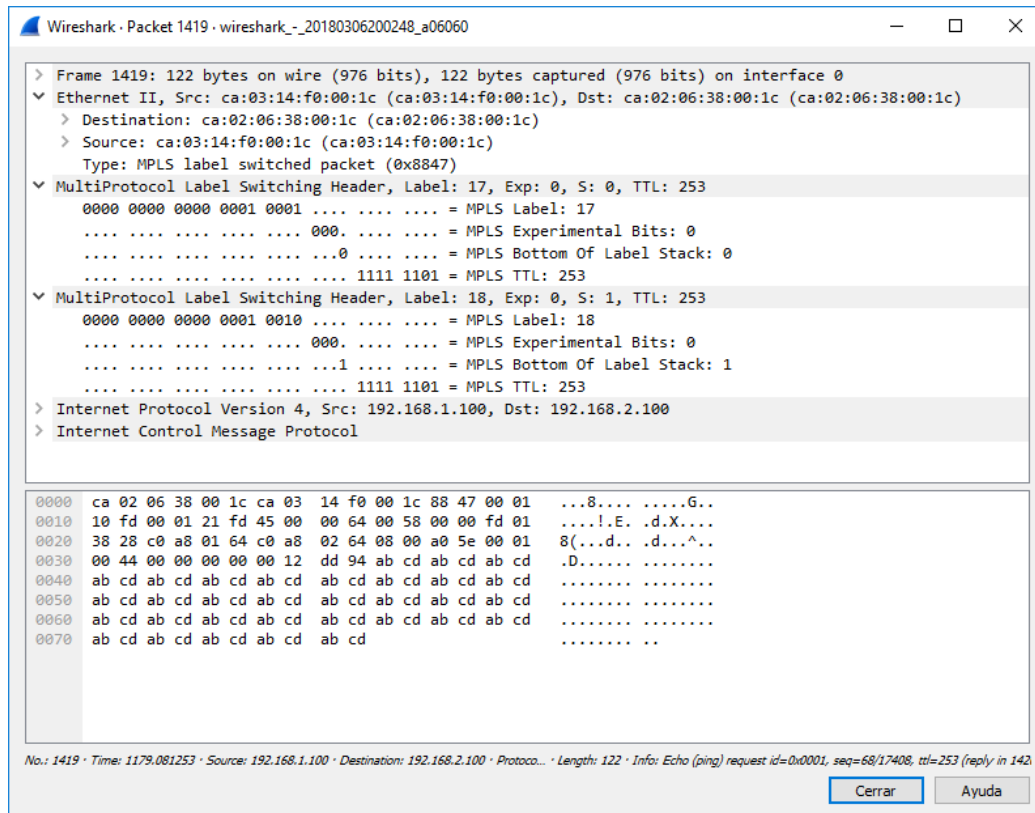 Wireshark · Packet 1419 · wireshark_-_20180306200248_a06060
Frame 1419: 122 bytes on wire (976 bits), 122 bytes captured (976 bits) on interface 0
Ethernet II, Src: ca:03:14:f0:00:1c (ca:03:14:f0:00:1c), Dst: ca:02:06:38:00:1c (ca:02:06:38:00:1c)
Destination: ca:02:06:38:00:1c (ca:02:06:38:00:1c)
Source: ca:03:14:f0:00:1c (ca:03:14:f0:00:1c)
Type: MPLS label switched packet (0x8847)
MultiProtocol Label Switching Header, Label: 17, Exp: 0, S: 0, TTL: 253
0000 0000 0000 0001 0001 .... .... .... = MPLS Label: 17
.... .... .... .... .... 000. .... .... = MPLS Experimental Bits: 0
.... .... .... .... .... ...0 .... .... = MPLS Bottom Of Label Stack: 0
.... .... .... .... .... .... 1111 1101 = MPLS TTL: 253
MultiProtocol Label Switching Header, Label: 18, Exp: 0, S: 1, TTL: 253
0000 0000 0000 0001 0010 .... .... .... = MPLS Label: 18
.... .... .... .... .... 000. .... .... = MPLS Experimental Bits: 0
.... .... .... .... .... ...1 .... .... = MPLS Bottom Of Label Stack: 1
.... .... .... .... .... .... 1111 1101 = MPLS TTL: 253
Internet Protocol Version 4, Src: 192.168.1.100, Dst: 192.168.2.100
Internet Control Message Protocol
0000 ca 02 06 38 00 1c ca 03 14 f0 00 1c 88 47 00 01 ...8.... .....G..
0010 10 fd 00 01 21 fd 45 00 00 64 00 58 00 00 fd 01 ....!.E. .d.X....
0020 38 28 c0 a8 01 64 c0 a8 02 64 08 00 a0 5e 00 01 8(...d.. .d...^..
0030 00 44 00 00 00 00 00 12 dd 94 ab cd ab cd ab cd .D...... ........
0040 ab cd ab cd ab cd ab cd ab cd ab cd ab cd ab cd ........ ........
0050 ab cd ab cd ab cd ab cd ab cd ab cd ab cd ab cd ........ ........
0060 ab cd ab cd ab cd ab cd ab cd ab cd ab cd ab cd ........ ........
0070 ab cd ab cd ab cd ab cd ab cd ........ ..
No.: 1419 · Time: 1179.081253 · Source: 192.168.1.100 · Destination: 192.168.2.100 · Protoco... · Length: 122 · Info: Echo (ping) request id=0x0001, seq=68/17408, ttl=253 (reply in 142
Cerrar Ayuda